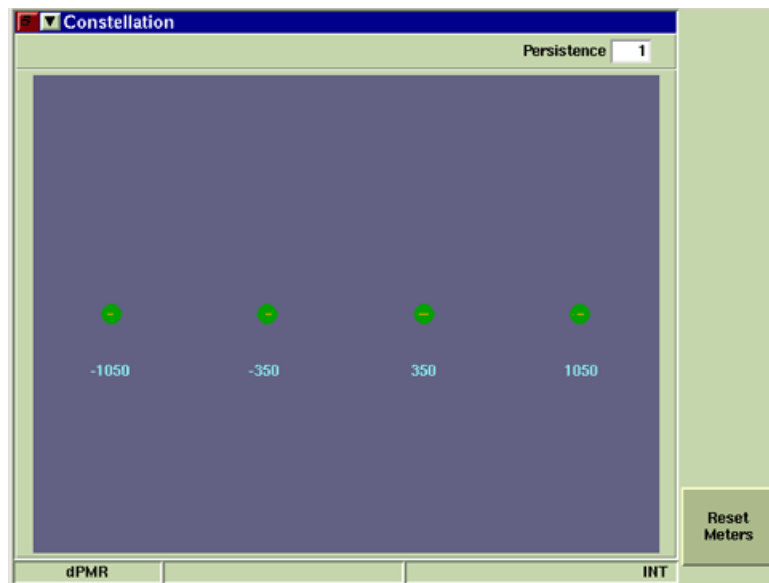 Constellation
Persistence 1
-1050 -350 350 1050
Reset
Meters
dPMR INT